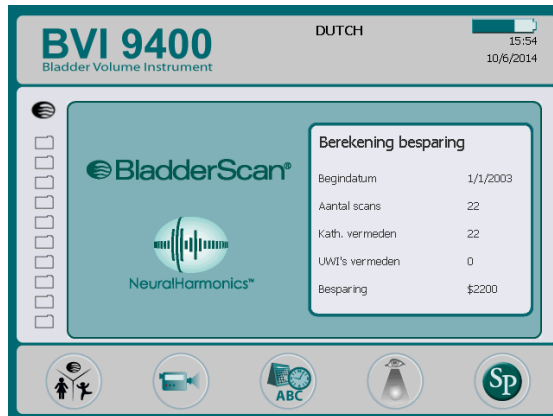 BVI 9400
Bladder Volume Instrument
DUTCH
15:54
10/6/2014
BladderScan®
NeuralHarmonics™
Berekening besparing
Begindatum 1/1/2003
Aantal scans 22
Kath. vermeden 22
UWI's vermeden 0
Besparing $2200
ABC
SP